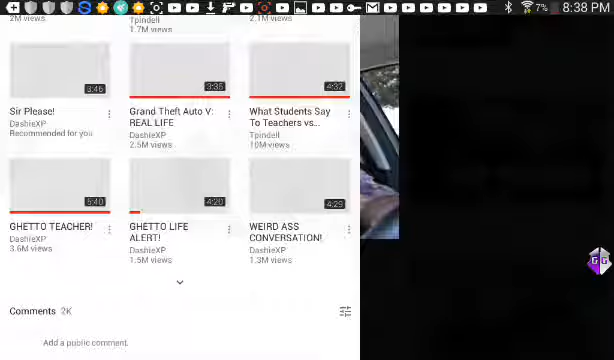 7% 8:38 PM
2M views
Tpindell
1.7M views
2.1M views
3:46
3:35
4:32
Sir Please!
DashieXP
Recommended for you
Grand Theft Auto V:
REAL LIFE
DashieXP
2.5M views
What Students Say
To Teachers vs...
Tpindell
10M views
5:40
4:20
4:29
GHETTO TEACHER!
DashieXP
3.6M views
GHETTO LIFE
ALERT!
DashieXP
1.5M views
WEIRD ASS
CONVERSATION!
DashieXP
1.3M views
Comments 2K
Add a public comment.